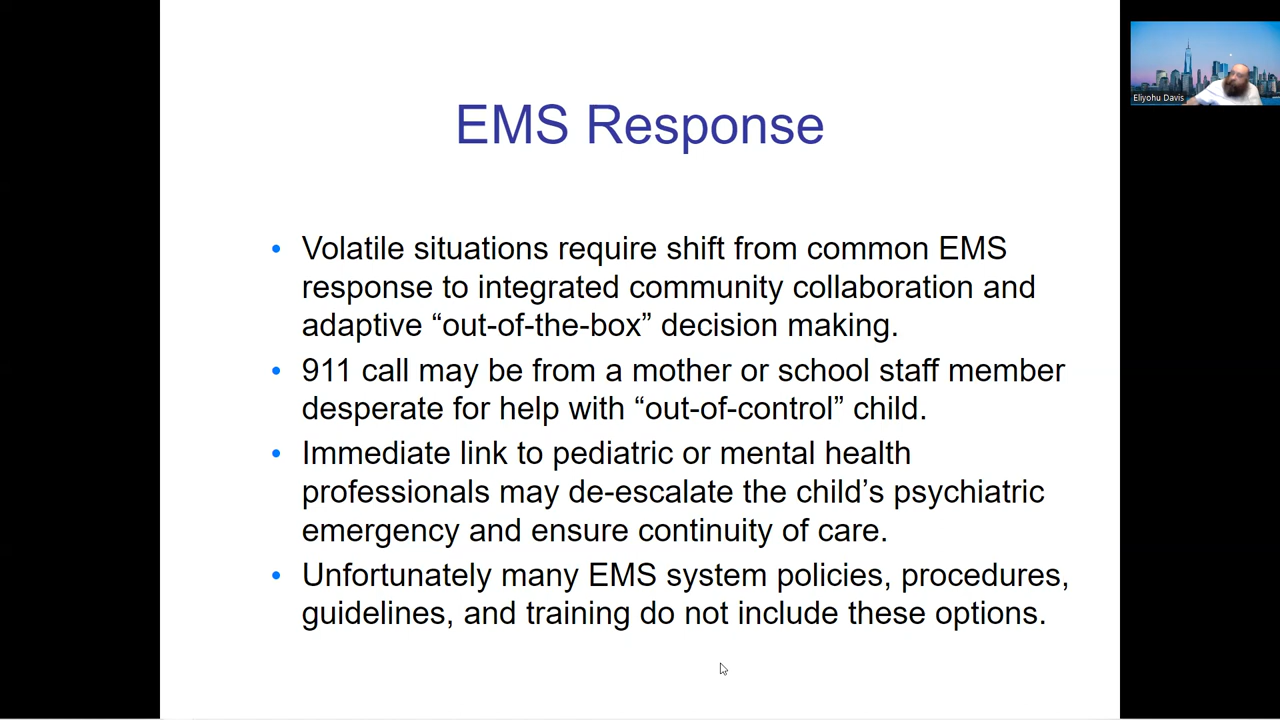 EMS Response
• Volatile situations require shift from common EMS
response to integrated community collaboration and
adaptive “out-of-the-box” decision making.
• 911 call may be from a mother or school staff member
desperate for help with “out-of-control” child.
• Immediate link to pediatric or mental health
professionals may de-escalate the child’s psychiatric
emergency and ensure continuity of care.
• Unfortunately many EMS system policies, procedures,
guidelines, and training do not include these options.
Eliyohu Davis